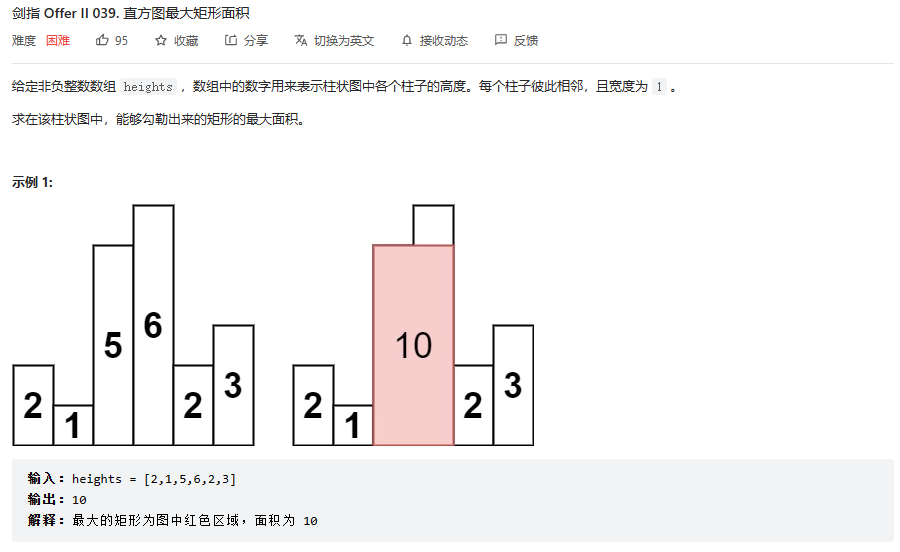 剑指 Offer II 039. 直方图最大矩形面积
难度 困难 95 收藏 分享 切换为英文 接收动态 反馈
给定非负整数数组 heights ，数组中的数字用来表示柱状图中各个柱子的高度。每个柱子彼此相邻，且宽度为 1 。
求在该柱状图中，能够勾勒出来的矩形的最大面积。
示例 1:
2 1 5 6 2 3
2 1 10 2 3
输入：heights = [2,1,5,6,2,3]
输出：10
解释：最大的矩形为图中红色区域，面积为 10